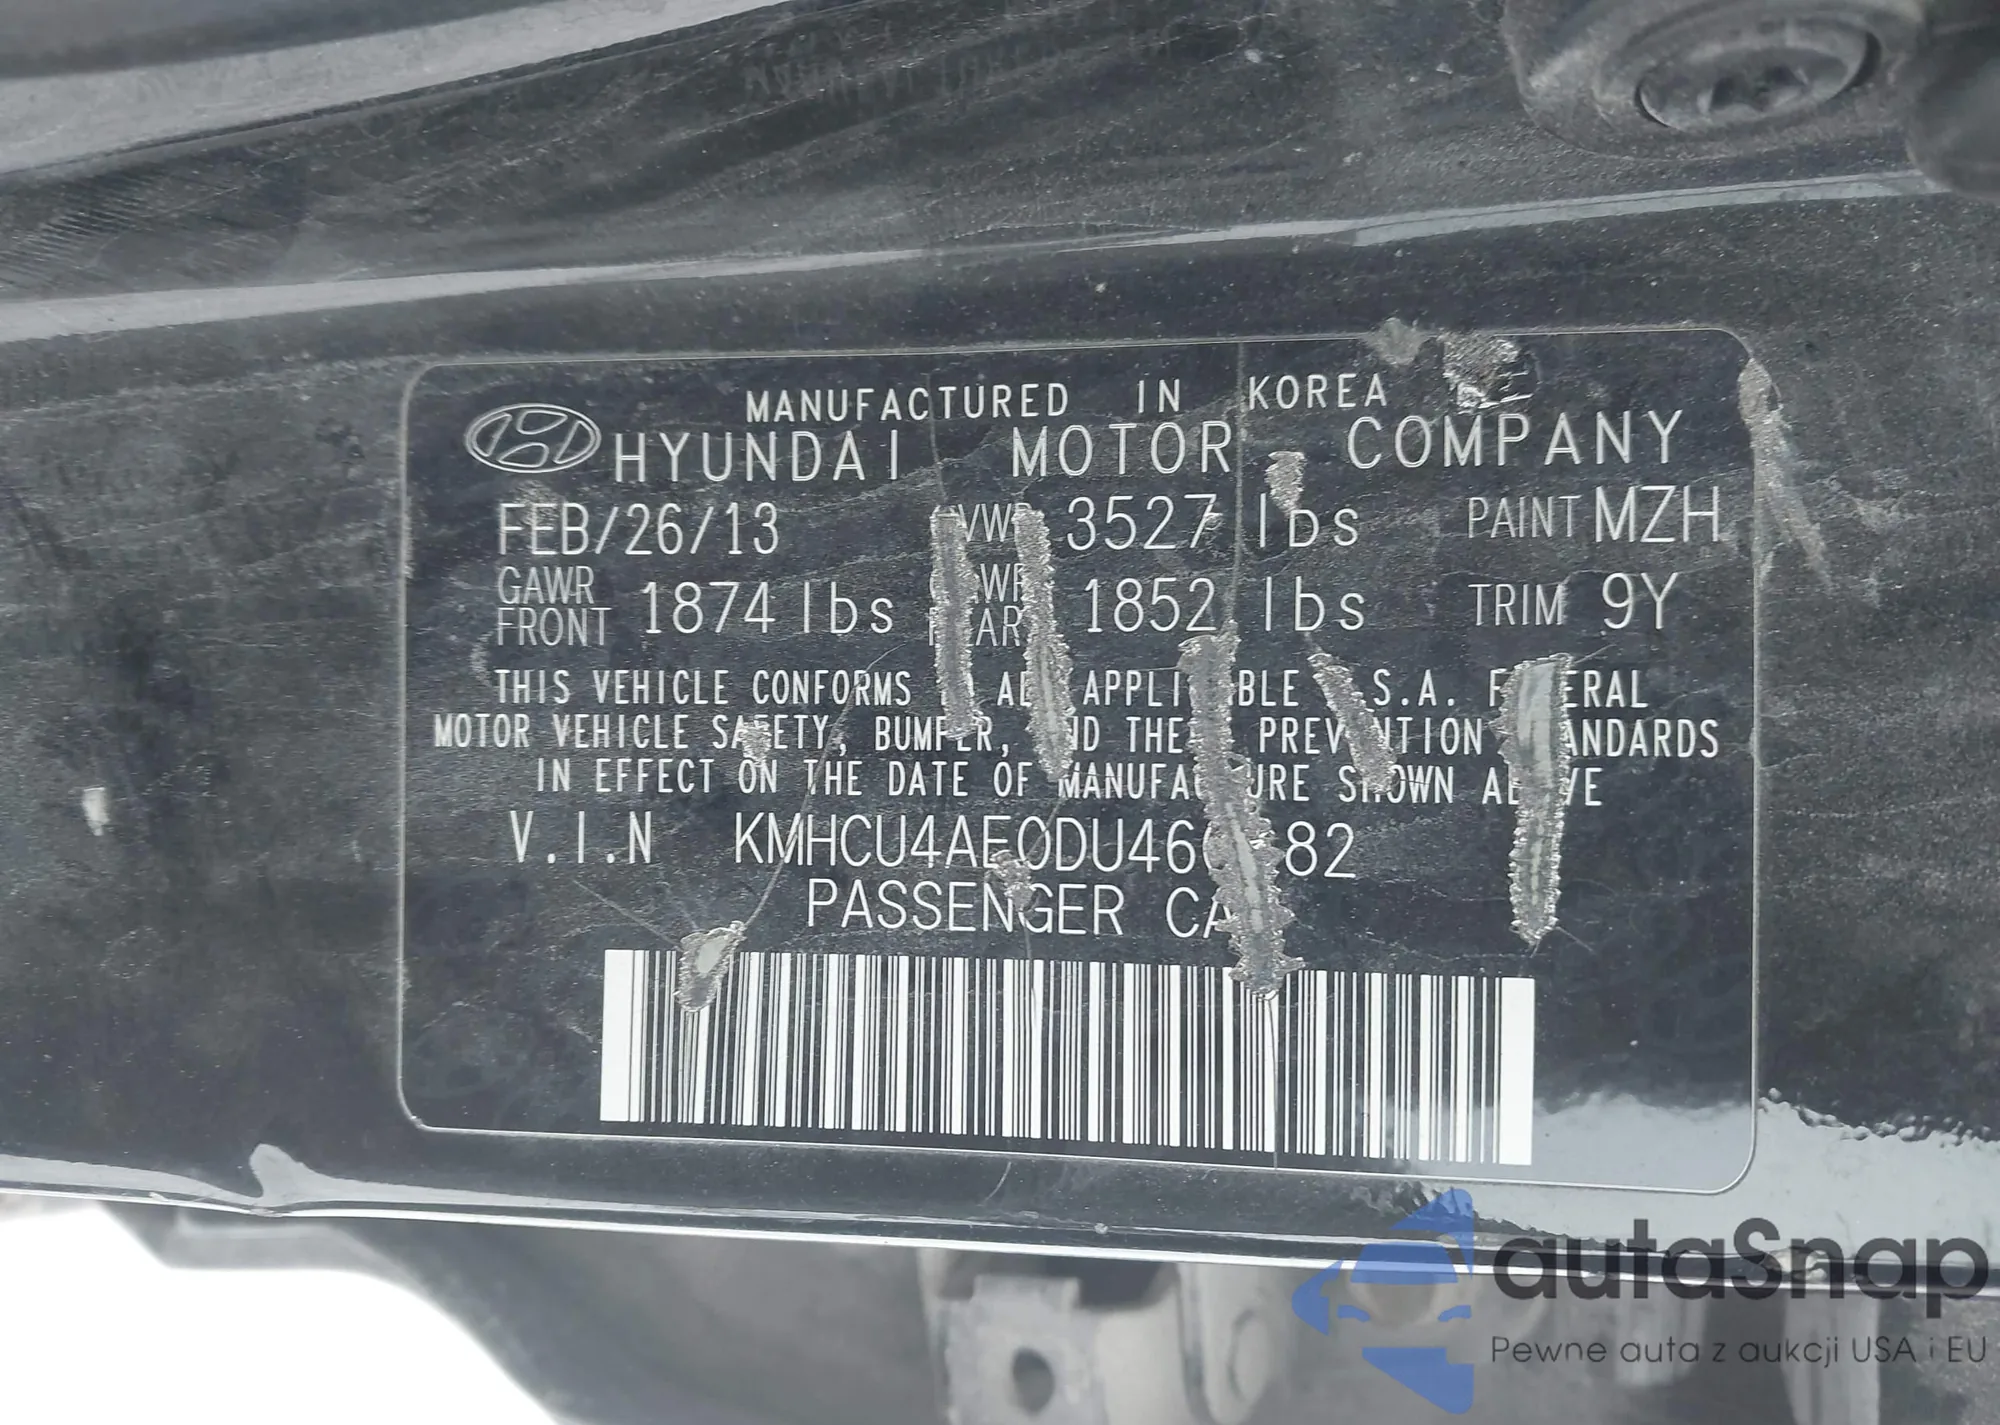 MANUFACTURED IN KOREA
HYUNDAI MOTOR COMPANY
FEB/26/13 3527 lbs PAINT MZH
GAWR FRONT 1874 lbs 1852 lbs TRIM 9Y
THIS VEHICLE CONFORMS S.A.
MOTOR VEHICLE SAFETY, BUMPER,
IN EFFECT ON THE DATE OF
V.I.N
PASSENGER
autaSnap
Pewne auta z aukcji USA i EU